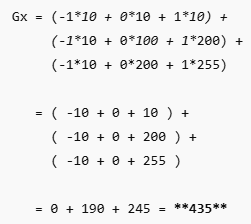 Gx = (-1*10 + 0*10 + 1*10) +
(-1*10 + 0*100 + 1*200) +
(-1*10 + 0*200 + 1*255)
= ( -10 + 0 + 10 ) +
( -10 + 0 + 200 ) +
( -10 + 0 + 255 )
= 0 + 190 + 245 = **435**